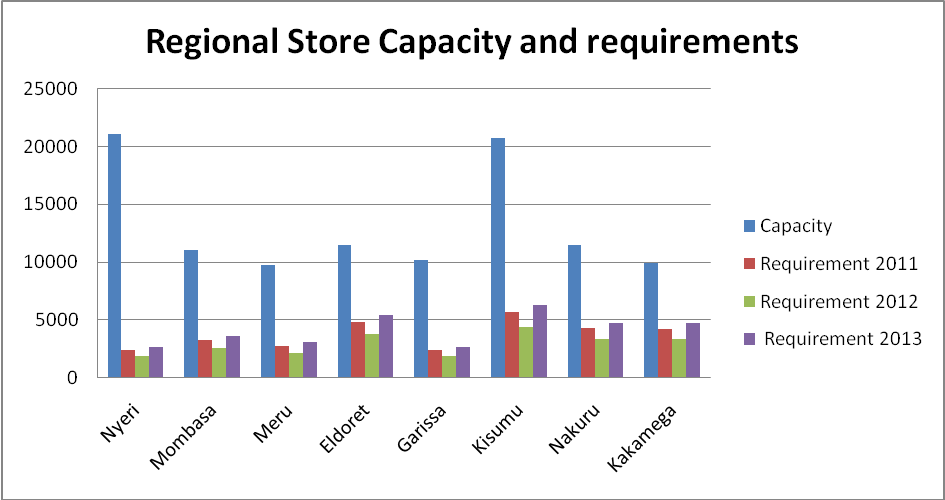 Regional Store Capacity and requirements
25000
20000
15000
10000
5000
0
Nyeri
Mombasa
Meru
Eldoret
Garissa
Kisumu
Nakuru
Kakamega
Capacity
Requirement 2011
Requirement 2012
Requirement 2013